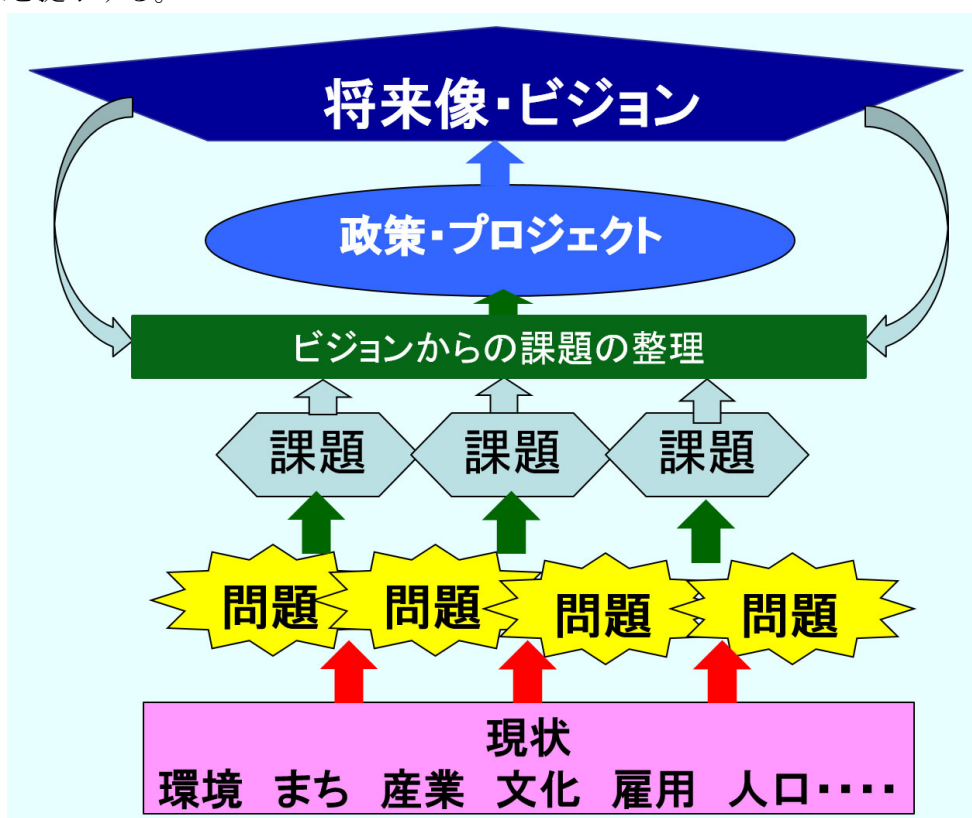 将来像・ビジョン
政策・プロジェクト
ビジョンからの課題の整理
課題 課題 課題
問題 問題 問題 問題
現状
環境 まち 産業 文化 雇用 人口・・・・